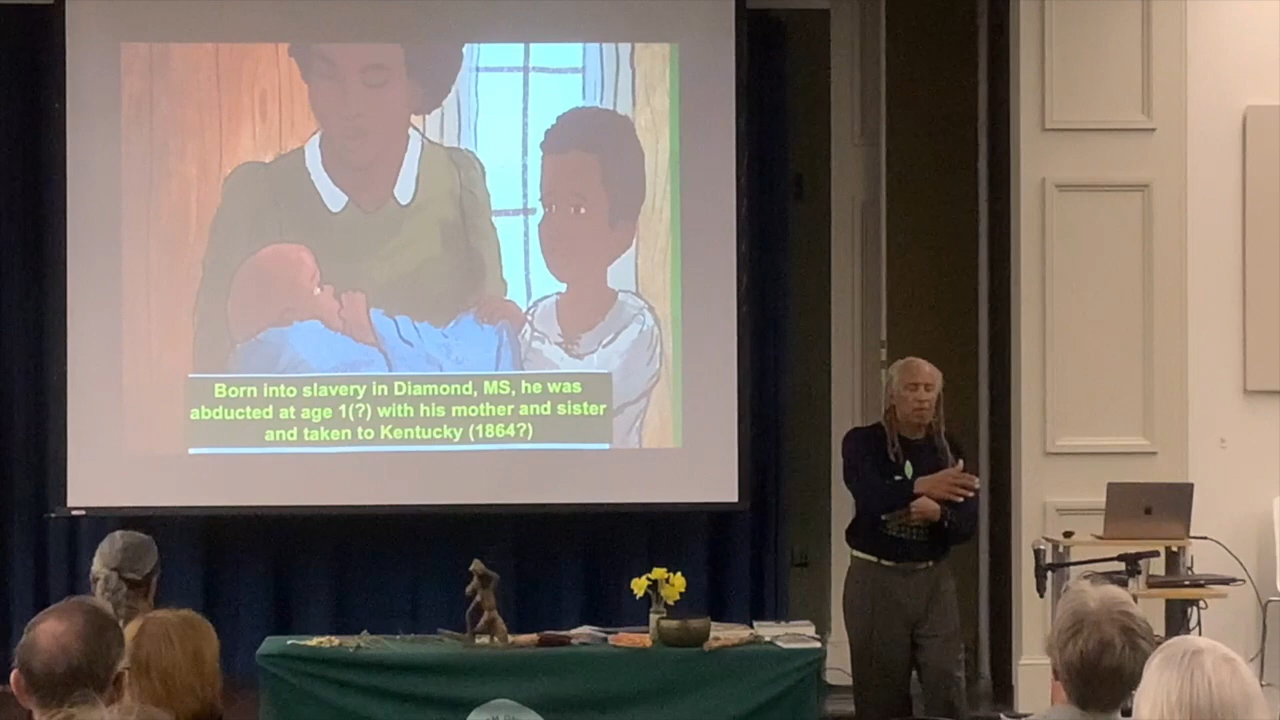 Born into slavery in Diamond, MS, he was
abducted at age 1(?) with his mother and sister
and taken to Kentucky (1864?)